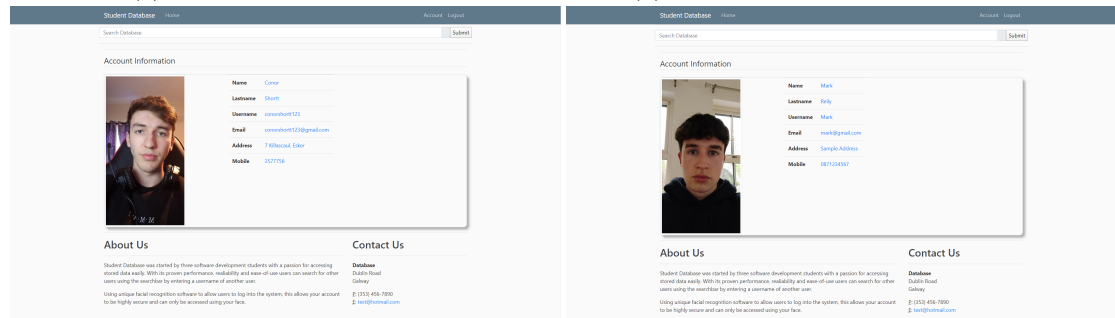 Student Database Home Account Logout
Search Database Submit
Account Information
Name Conor
Lastname Shortt
Username conorshortt123
Email conorshortt123@gmail.com
Address 7 Killascaul, Esker
Mobile 2577756
About Us
Student Database was started by three software development students with a passion for accessing
stored data easily. With its proven performance, realiability and ease-of-use users can search for other
users using the searchbar by entering a username of another user.
Using unique facial recognition software to allow users to log into the system, this allows your account
to be highly secure and can only be accessed using your face.
Contact Us
Database
Dublin Road
Galway
P: (353) 456-7890
E: test@hotmail.com
Student Database Home Account Logout
Search Database Submit
Account Information
Name Mark
Lastname Reily
Username Mark
Email mark@gmail.com
Address Sample Address
Mobile 0871234567
About Us
Student Database was started by three software development students with a passion for accessing
stored data easily. With its proven performance, realiability and ease-of-use users can search for other
users using the searchbar by entering a username of another user.
Using unique facial recognition software to allow users to log into the system, this allows your account
to be highly secure and can only be accessed using your face.
Contact Us
Database
Dublin Road
Galway
P: (353) 456-7890
E: test@hotmail.com